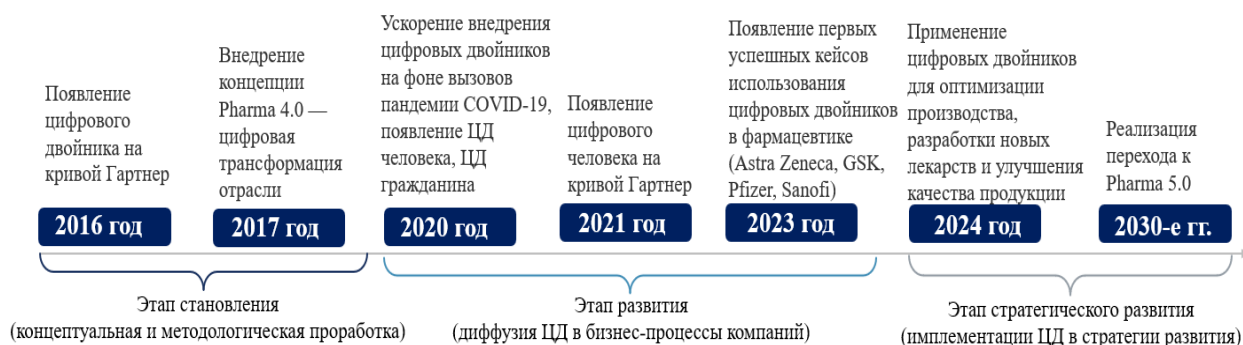 Появление
цифрового
двойника на
кривой Гартнер
2016 год
Внедрение
концепции
Pharma 4.0 —
цифровая
трансформация
отрасли
2017 год
Ускорение внедрения
цифровых двойников
на фоне вызовов
пандемии COVID-19,
появление ЦД
человека, ЦД
гражданина
2020 год
Появление
цифрового
человека на
кривой Гартнер
2021 год
Появление первых
успешных кейсов
использования
цифровых двойников
в фармацевтике
(Astra Zeneca, GSK,
Pfizer, Sanofi)
2023 год
Применение
цифровых двойников
для оптимизации
производства,
разработки новых
лекарств и улучшения
качества продукции
2024 год
Реализация
перехода к
Pharma 5.0
2030-е гг.
Этап становления
(концептуальная и методологическая проработка)
Этап развития
(диффузия ЦД в бизнес-процессы компаний)
Этап стратегического развития
(имплементации ЦД в стратегии развития)